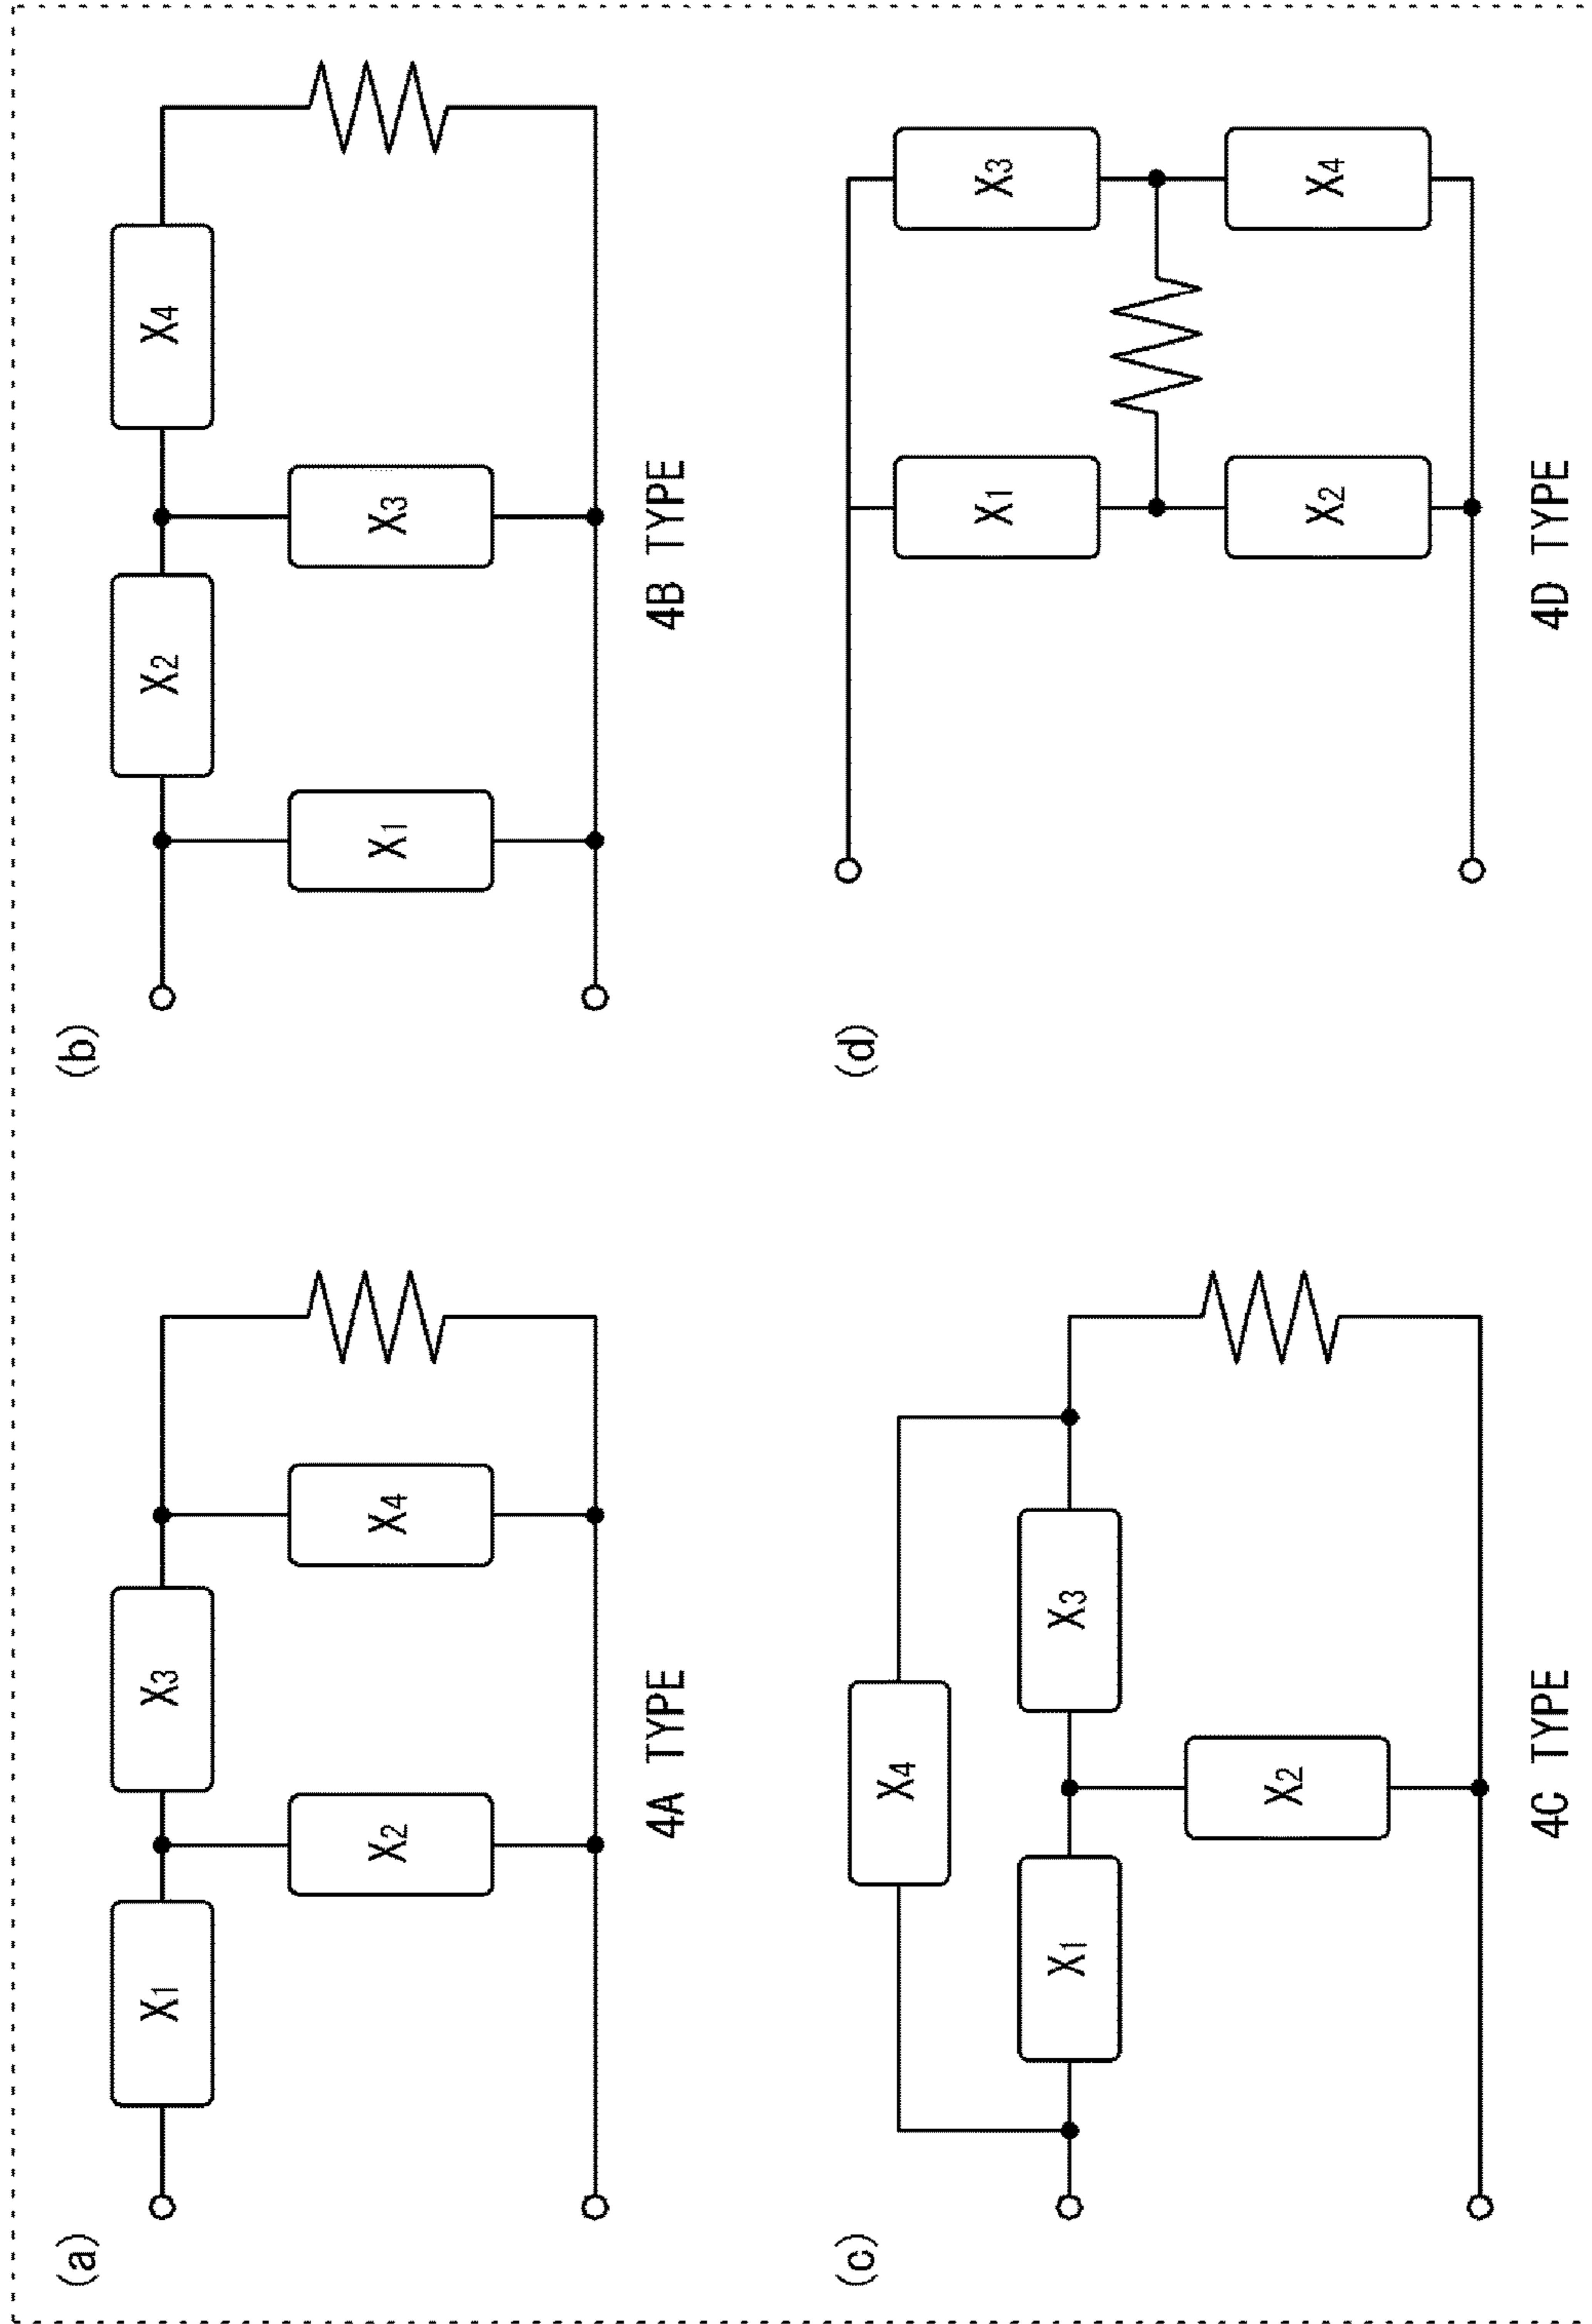 (a)
X1
X3
X2
X4
4A TYPE
(b)
X2
X4
X1
X3
4B TYPE
(c)
X4
X1
X3
X2
4C TYPE
(d)
X1
X3
X2
X4
4D TYPE